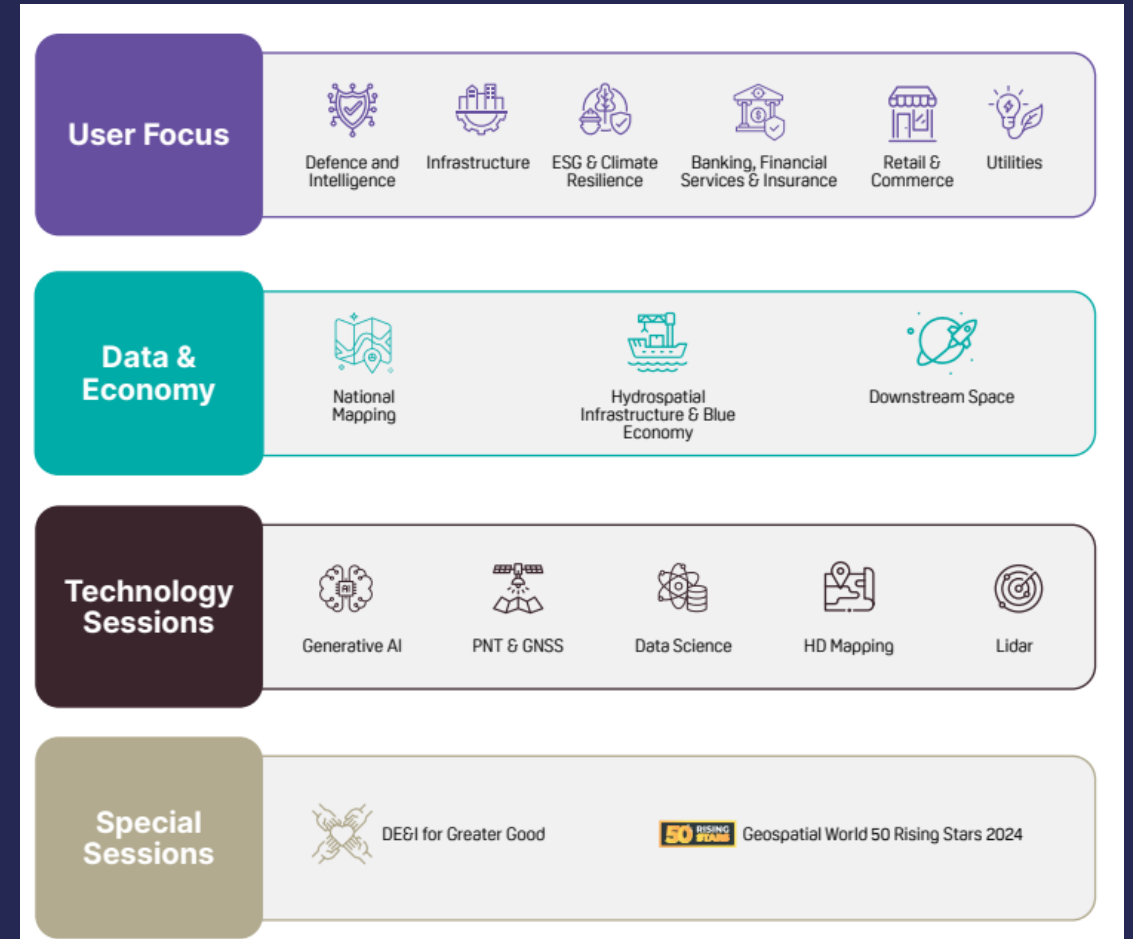 User Focus
Defence and
Intelligence
Infrastructure
ESG & Climate
Resilience
Banking, Financial
Services & Insurance
Retail &
Commerce
Utilities
Data &
Economy
National
Mapping
Hydrospatial
Infrastructure & Blue
Economy
Downstream Space
Technology
Sessions
AI
Generative AI
PNT & GNSS
Data Science
HD Mapping
Lidar
Special
Sessions
DE&I for Greater Good
50 RISING
STARS
Geospatial World 50 Rising Stars 2024